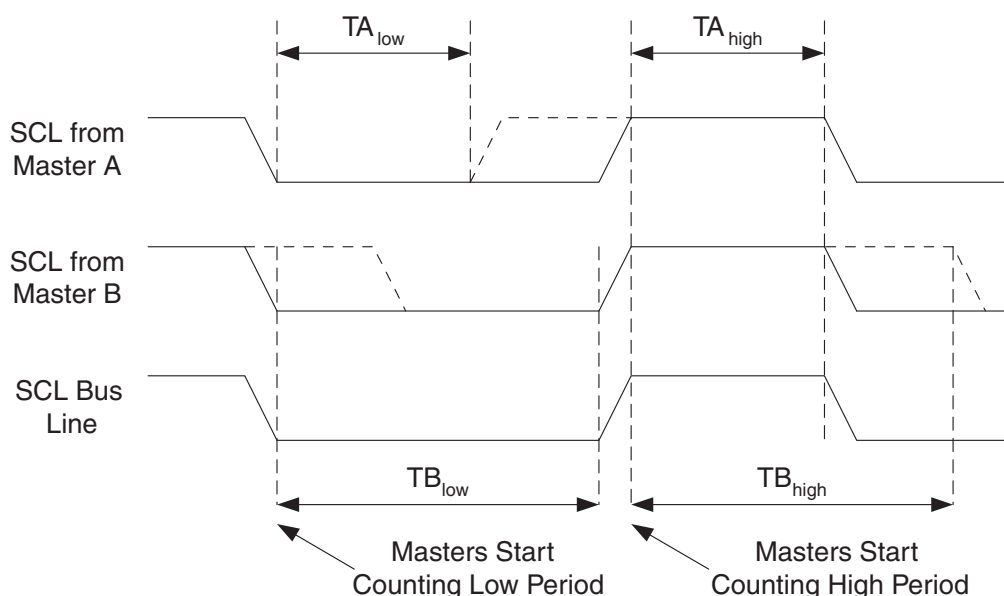 TA low
TA high
SCL from
Master A
SCL from
Master B
SCL Bus
Line
TB low
TB high
Masters Start
Counting Low Period
Masters Start
Counting High Period